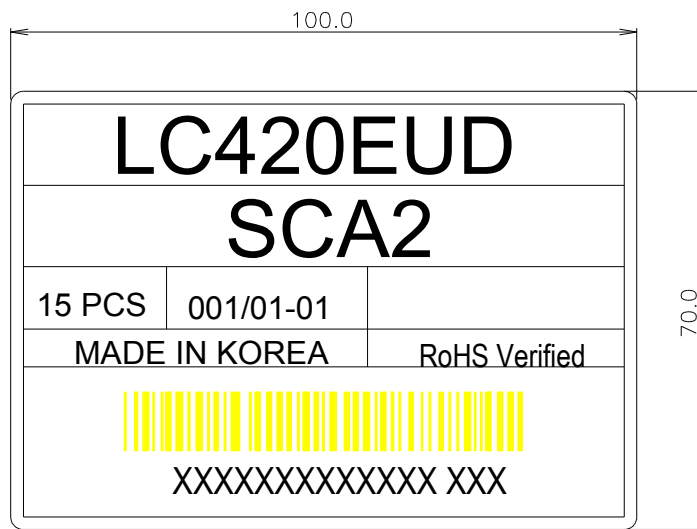 100.0
LC420EUD
SCA2
15 PCS 001/01-01
70.0
MADE IN KOREA RoHS Verified
XXXXXXXXXXXXX XXX